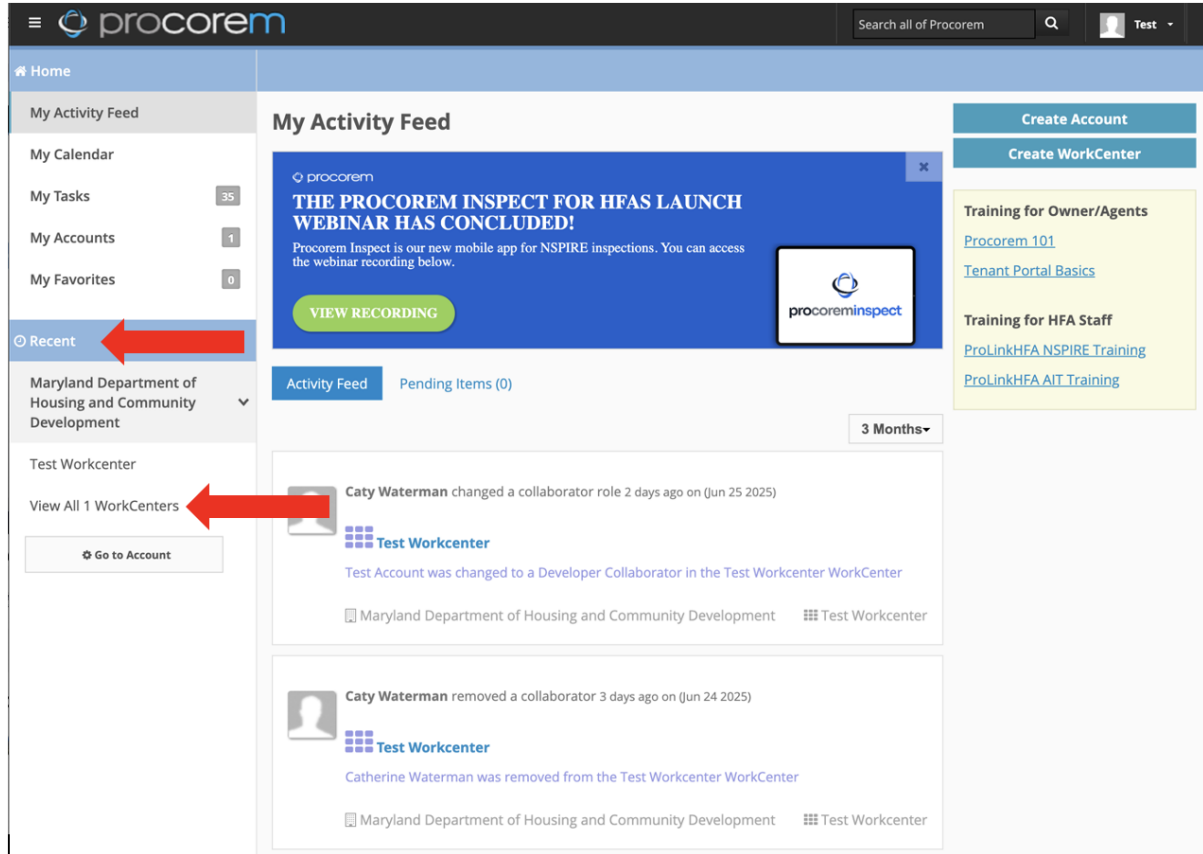 procorem
Search all of Procorem
Test
Home
My Activity Feed
My Calendar
My Tasks 35
My Accounts 1
My Favorites 0
Recent
Maryland Department of
Housing and Community
Development
Test Workcenter
View All 1 WorkCenters
Go to Account
My Activity Feed
procorem
THE PROCOREM INSPECT FOR HFAS LAUNCH
WEBINAR HAS CONCLUDED!
Procorem Inspect is our new mobile app for NSPIRE inspections. You can access
the webinar recording below.
VIEW RECORDING
procoreminspect
Activity Feed Pending Items (0)
3 Months
Caty Waterman changed a collaborator role 2 days ago on (Jun 25 2025)
Test Workcenter
Test Account was changed to a Developer Collaborator in the Test Workcenter WorkCenter
Maryland Department of Housing and Community Development Test Workcenter
Caty Waterman removed a collaborator 3 days ago on (Jun 24 2025)
Test Workcenter
Catherine Waterman was removed from the Test Workcenter WorkCenter
Maryland Department of Housing and Community Development Test Workcenter
Create Account
Create WorkCenter
Training for Owner/Agents
Procorem 101
Tenant Portal Basics
Training for HFA Staff
ProLinkHFA NSPIRE Training
ProLinkHFA AIT Training